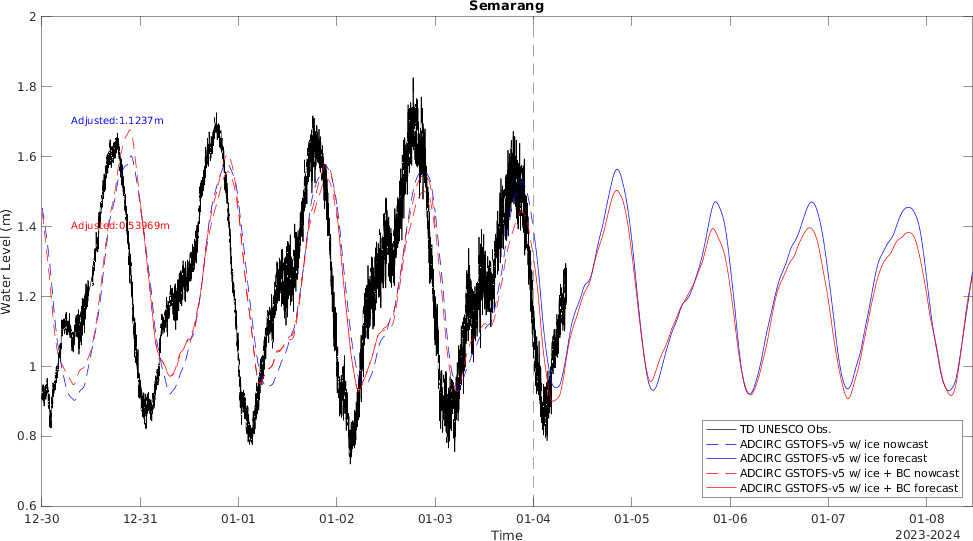 Semarang
2
1.8
1.6
1.4
1.2
1
0.8
0.6
Water Level (m)
Adjusted:1.1237m
Adjusted:0.53969m
12-30
12-31
01-01
01-02
01-03
01-04
01-05
01-06
01-07
01-08
Time
2023-2024
TD UNESCO Obs.
ADCIRC GSTOFS-v5 w/ ice nowcast
ADCIRC GSTOFS-v5 w/ ice forecast
ADCIRC GSTOFS-v5 w/ ice + BC nowcast
ADCIRC GSTOFS-v5 w/ ice + BC forecast